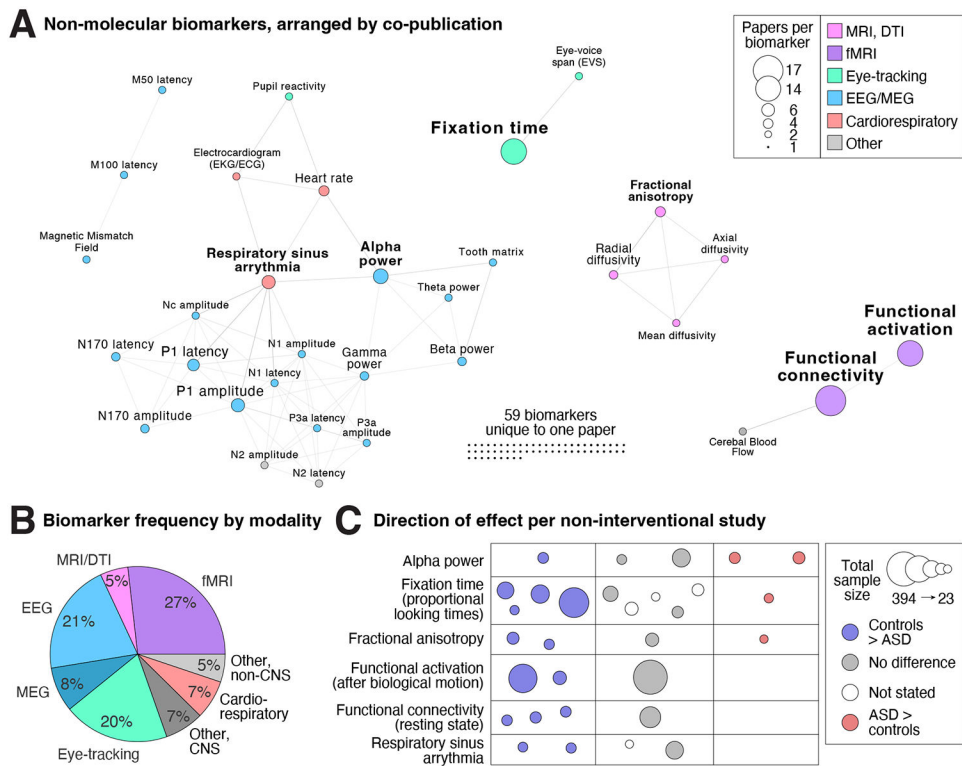 A Non-molecular biomarkers, arranged by co-publication
Papers per
biomarker
17
14
6
4
2
1
MRI, DTI
fMRI
Eye-tracking
EEG/MEG
Cardiorespiratory
Other
Eye-voice
span (EVS)
M50 latency
Pupil reactivity
Fixation time
M100 latency
Electrocardiogram
(EKG/ECG)
Heart rate
Fractional
anisotropy
Magnetic Mismatch
Field
Respiratory sinus
arrythmia
Alpha
power
Tooth matrix
Radial
diffusivity
Axial
diffusivity
Theta power
Nc amplitude
Mean diffusivity
Functional
activation
N170 latency
P1 latency
N1 amplitude
Gamma
power
Beta power
Functional
connectivity
N1 latency
P1 amplitude
N170 amplitude
P3a latency
P3a
amplitude
59 biomarkers
unique to one paper
Cerebal Blood
Flow
N2 amplitude
N2 latency
B Biomarker frequency by modality
MRI/DTI
5%
fMRI
27%
EEG
21%
MEG
8%
Eye-tracking
20%
7%
Other,
CNS
7%
Cardio-
respiratory
5%
Other,
non-CNS
C Direction of effect per non-interventional study
Alpha power
Fixation time
(proportional
looking times)
Fractional anisotropy
Functional activation
(after biological motion)
Functional connectivity
(resting state)
Respiratory sinus
arrythmia
Total
sample
size
394 → 23
Controls
> ASD
No difference
Not stated
ASD >
controls